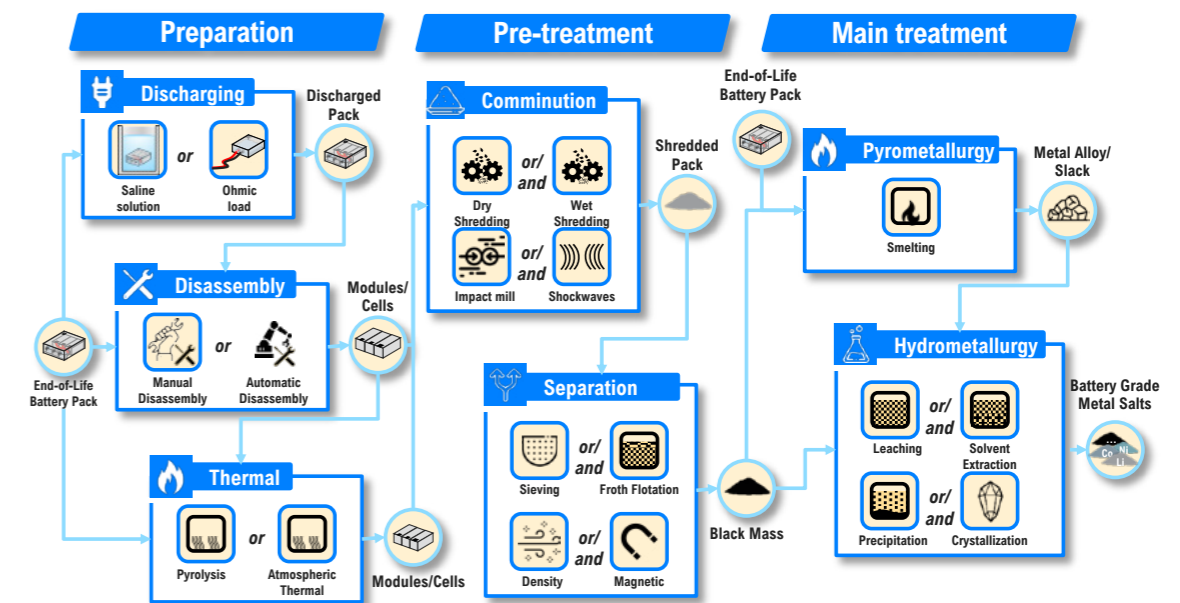 Preparation
Discharging
Saline
solution
or
Ohmic
load
Discharged
Pack
Disassembly
Manual
Disassembly
or
Automatic
Disassembly
Modules/
Cells
End-of-Life
Battery Pack
Thermal
Pyrolysis
or
Atmospheric
Thermal
Modules/Cells
Pre-treatment
Comminution
Dry
Shredding
or/
and
Wet
Shredding
Impact mill
or/
and
Shockwaves
Shredded
Pack
Separation
Sieving
or/
and
Froth Flotation
Density
or/
and
Magnetic
Black Mass
Main treatment
End-of-Life
Battery Pack
Pyrometallurgy
Smelting
Metal Alloy/
Slack
Hydrometallurgy
Leaching
or/
and
Solvent
Extraction
Precipitation
or/
and
Crystallization
Battery Grade
Metal Salts
Co Ni
Li